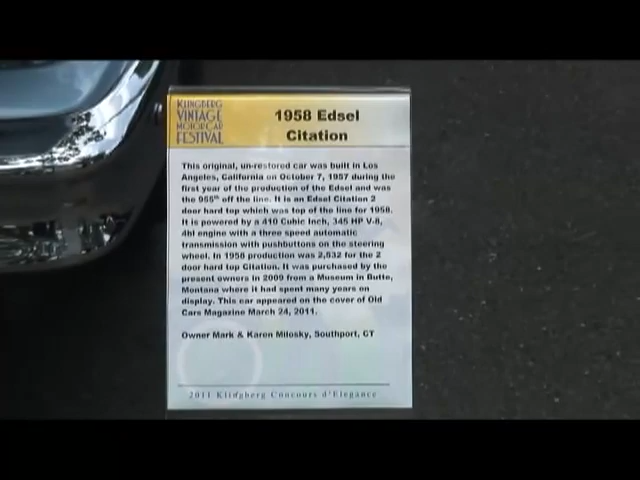 KLINGBERG
VINTAGE
MOTORCAR
FESTIVAL
1958 Edsel
Citation
This original, un-restored car was built in Los
Angeles, California on October 7, 1957 during the
first year of the production of the Edsel and was
the 955th off the line. It is an Edsel Citation 2
door hard top which was top of the line for 1958.
It is powered by a 410 Cubic Inch, 345 HP V-8,
4bl engine with a three speed automatic
transmission with pushbuttons on the steering
wheel. In 1958 production was 2,532 for the 2
door hard top Citation. It was purchased by the
present owners in 2009 from a Museum in Butte,
Montana where it had spent many years on
display. This car appeared on the cover of Old
Cars Magazine March 24, 2011.
Owner Mark & Karen Milosky, Southport, CT
2011 Klingberg Concours d'Elegance